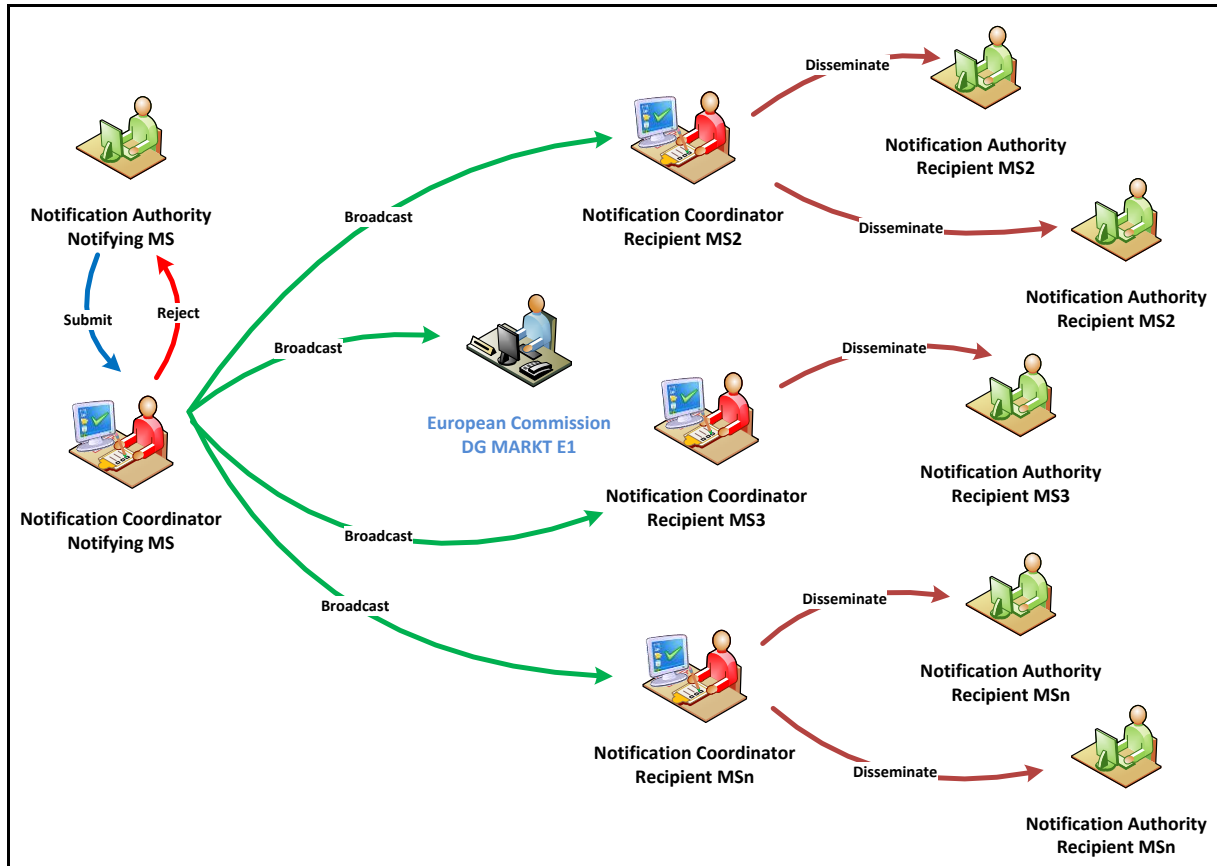 Disseminate
Notification Authority
Recipient MS2
Notification Authority
Notifying MS
Broadcast
Notification Coordinator
Recipient MS2
Disseminate
Submit
Reject
Notification Authority
Recipient MS2
Broadcast
Disseminate
European Commission
DG MARKT E1
Notification Authority
Recipient MS3
Notification Coordinator
Recipient MS3
Notification Coordinator
Notifying MS
Broadcast
Broadcast
Disseminate
Notification Authority
Recipient MSn
Notification Coordinator
Recipient MSn
Disseminate
Notification Authority
Recipient MSn